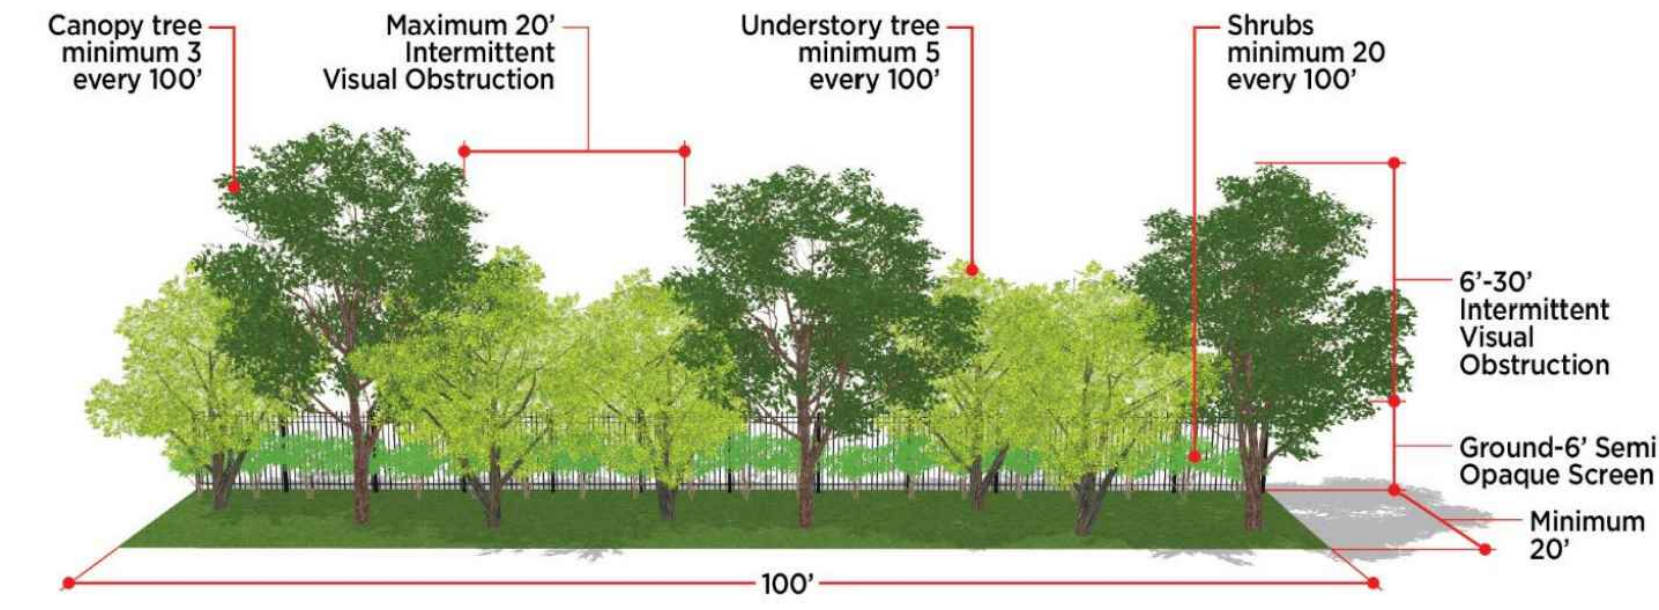 Canopy tree
minimum 3
every 100’
Maximum 20’
Intermittent
Visual Obstruction
Understory tree
minimum 5
every 100’
Shrubs
minimum 20
every 100’
6’-30’
Intermittent
Visual
Obstruction
Ground-6’ Semi
Opaque Screen
Minimum
20’
100’